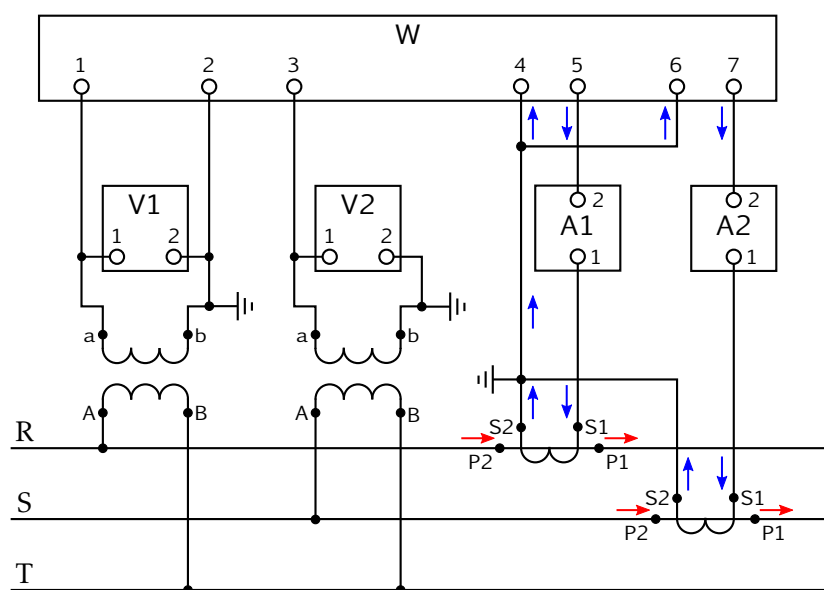 W
1 2 3 4 5 6 7
V1 V2 A1 A2
1 2 1 2 2 2
1 1
a b a b
A B A B
S2 S1
R P2 P1
S2 S1
S P2 P1
T